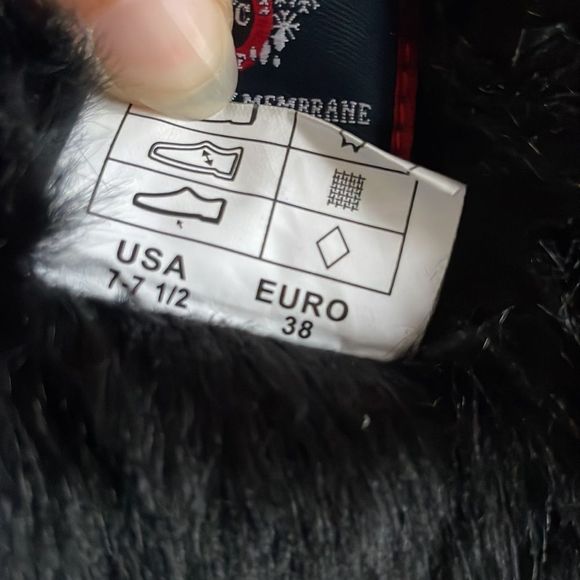 C
MEMBRANE
USA
7-7 1/2
EURO
38